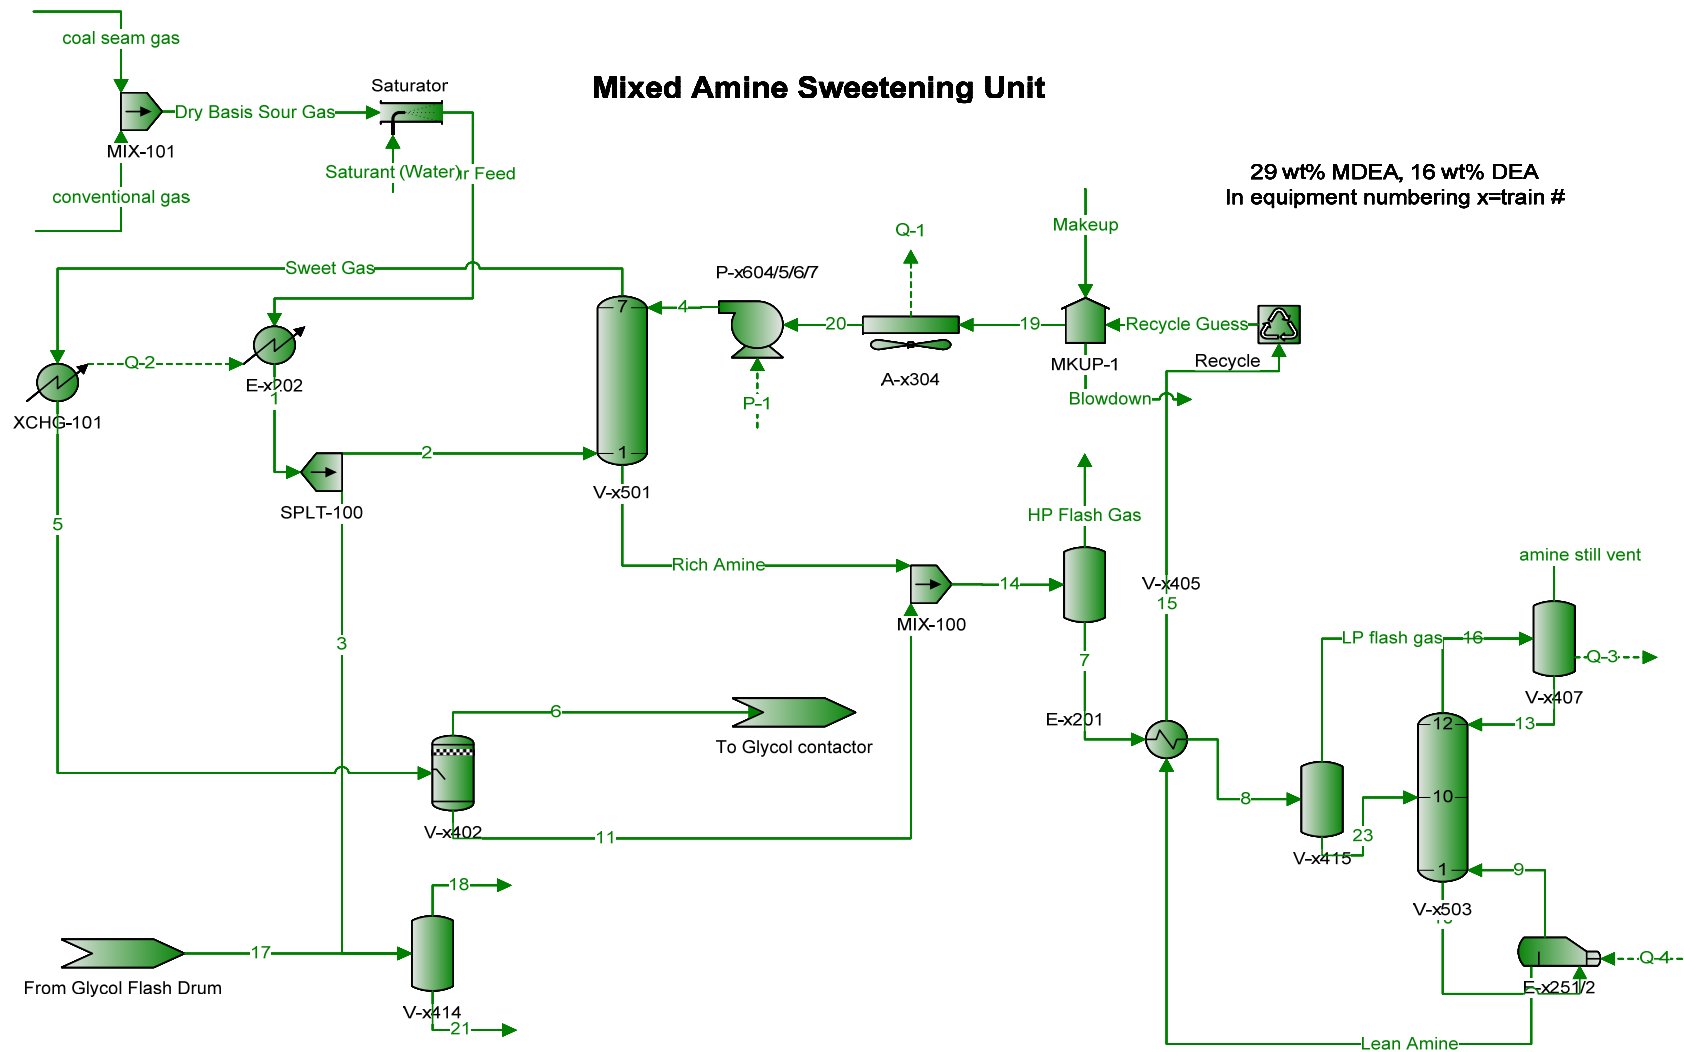 coal seam gas
Mixed Amine Sweetening Unit
Saturator
Dry Basis Sour Gas
MIX-101
Saturant (Water)
Feed
conventional gas
29 wt% MDEA, 16 wt% DEA
In equipment numbering x=train #
Makeup
Q-1
Sweet Gas
P-x604/5/6/7
7
4
20
19
Recycle Guess
Q-2
E-x202
1
MKUP-1
Recycle
A-x304
Blowdown
P-1
XCHG-101
2
1
V-x501
SPLT-100
5
HP Flash Gas
Rich Amine
14
MIX-100
V-x405
15
amine still vent
3
7
LP flash gas
16
Q-3
V-x407
6
To Glycol contactor
E-x201
12
13
8
10
23
V-x402
11
V-x415
1
9
V-x503
18
17
From Glycol Flash Drum
V-x414
21
Q-4
E-x251/2
Lean Amine